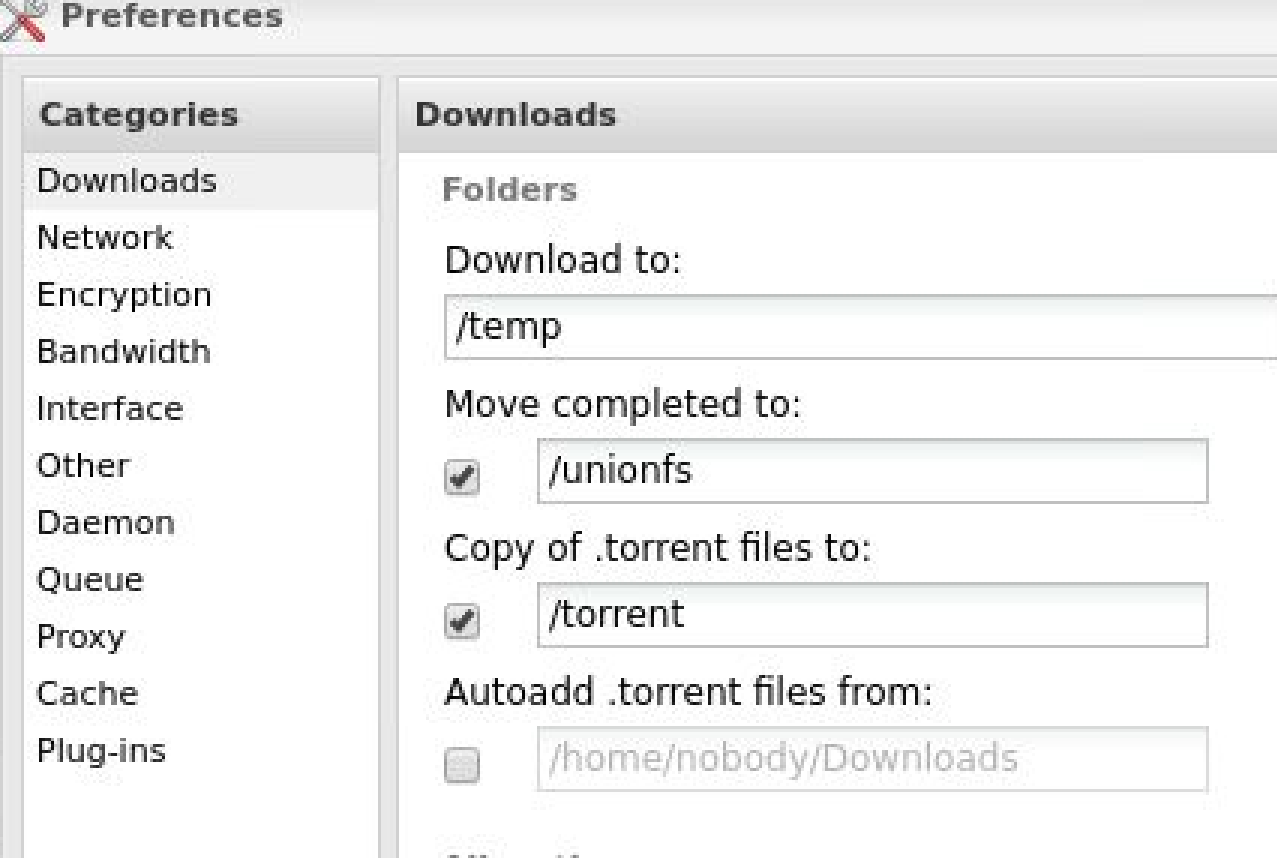 Preferences
Categories
Downloads
Network
Encryption
Bandwidth
Interface
Other
Daemon
Queue
Proxy
Cache
Plug-ins
Downloads
Folders
Download to:
/temp
Move completed to:
/unionfs
Copy of .torrent files to:
/torrent
Autoadd .torrent files from:
/home/nobody/Downloads